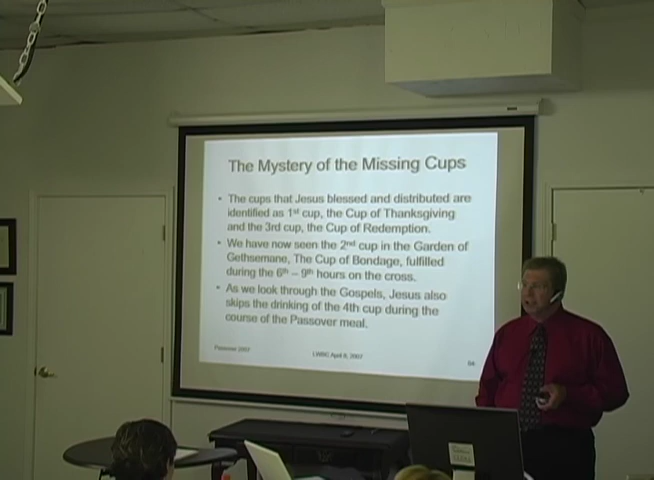 The Mystery of the Missing Cups
• The cups that Jesus blessed and distributed are
identified as 1st cup, the Cup of Thanksgiving
and the 3rd cup, the Cup of Redemption.
• We have now seen the 2nd cup in the Garden of
Gethsemane, The Cup of Bondage, fulfilled
during the 6th – 9th hours on the cross.
• As we look through the Gospels, Jesus also
skips the drinking of the 4th cup during the
course of the Passover meal.
Passover 2007
April 8, 2007